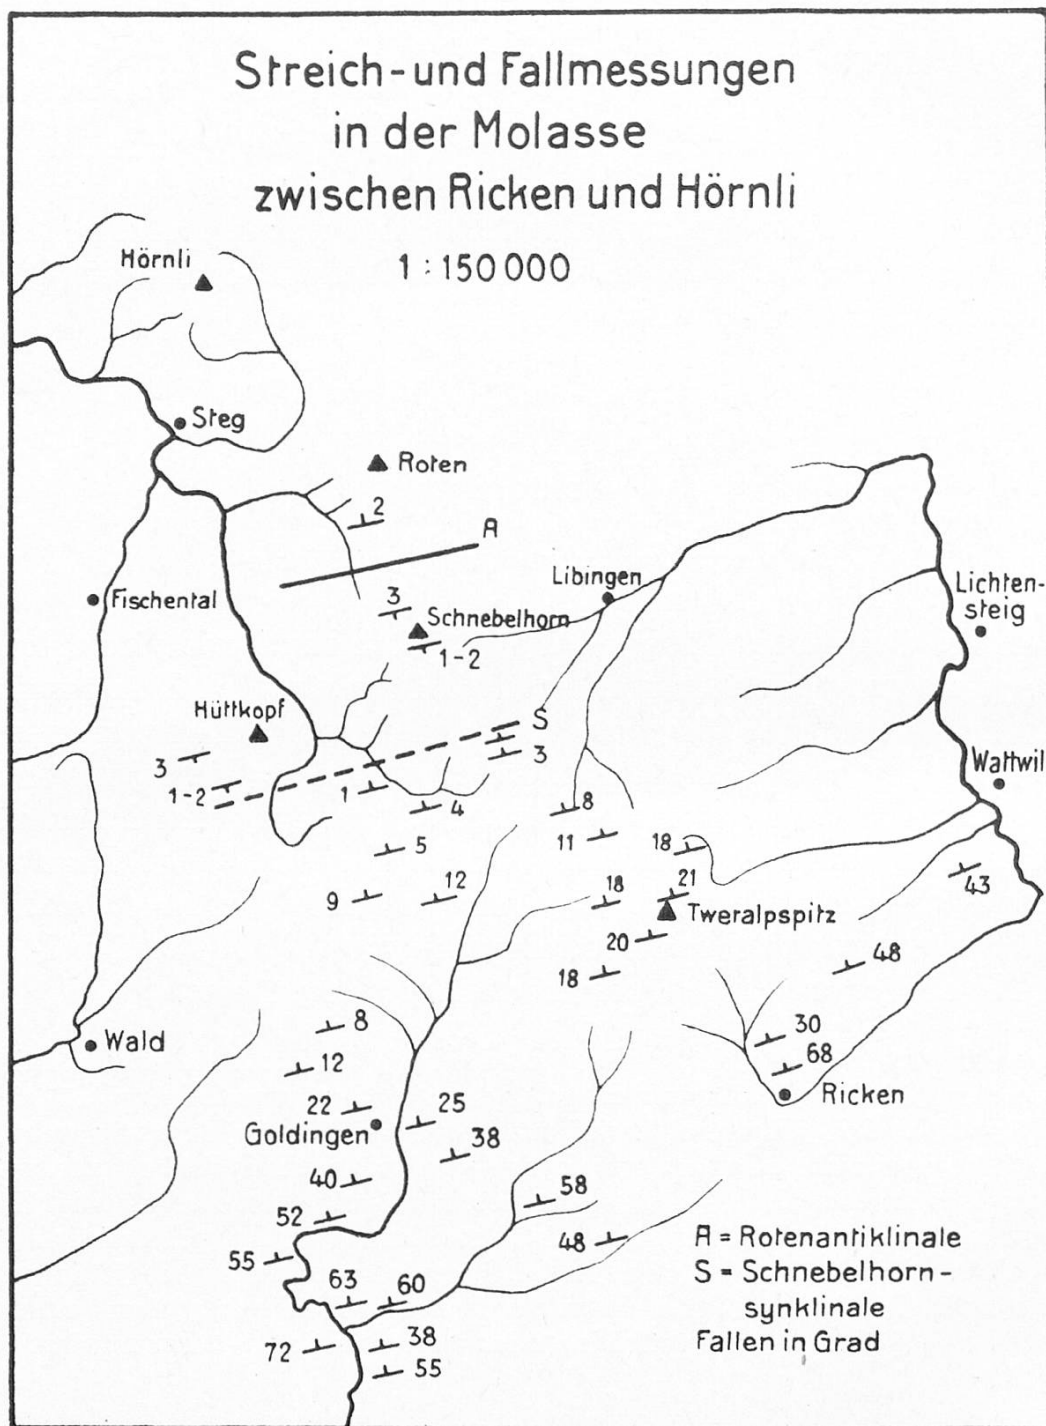 Streich-und Fallmessungen
in der Molasse
zwischen Ricken und Hörnli
1 : 150 000
Hörnli
Steg
Roten
2
A
Libingen
Lichten-
steig
Fischental
3
Schnebelhorn
1-2
Hüttkopf
S
3
3
Wattwil
1-2
1
4
8
11
5
18
43
9
12
18
21
Tweralpspitz
20
48
18
8
30
Wald
12
68
Ricken
22
25
Goldingen
38
40
58
52
48
A = Rotenantiklinale
55
S = Schnebelhorn-
63
60
synklinale
72
38
Fallen in Grad
55